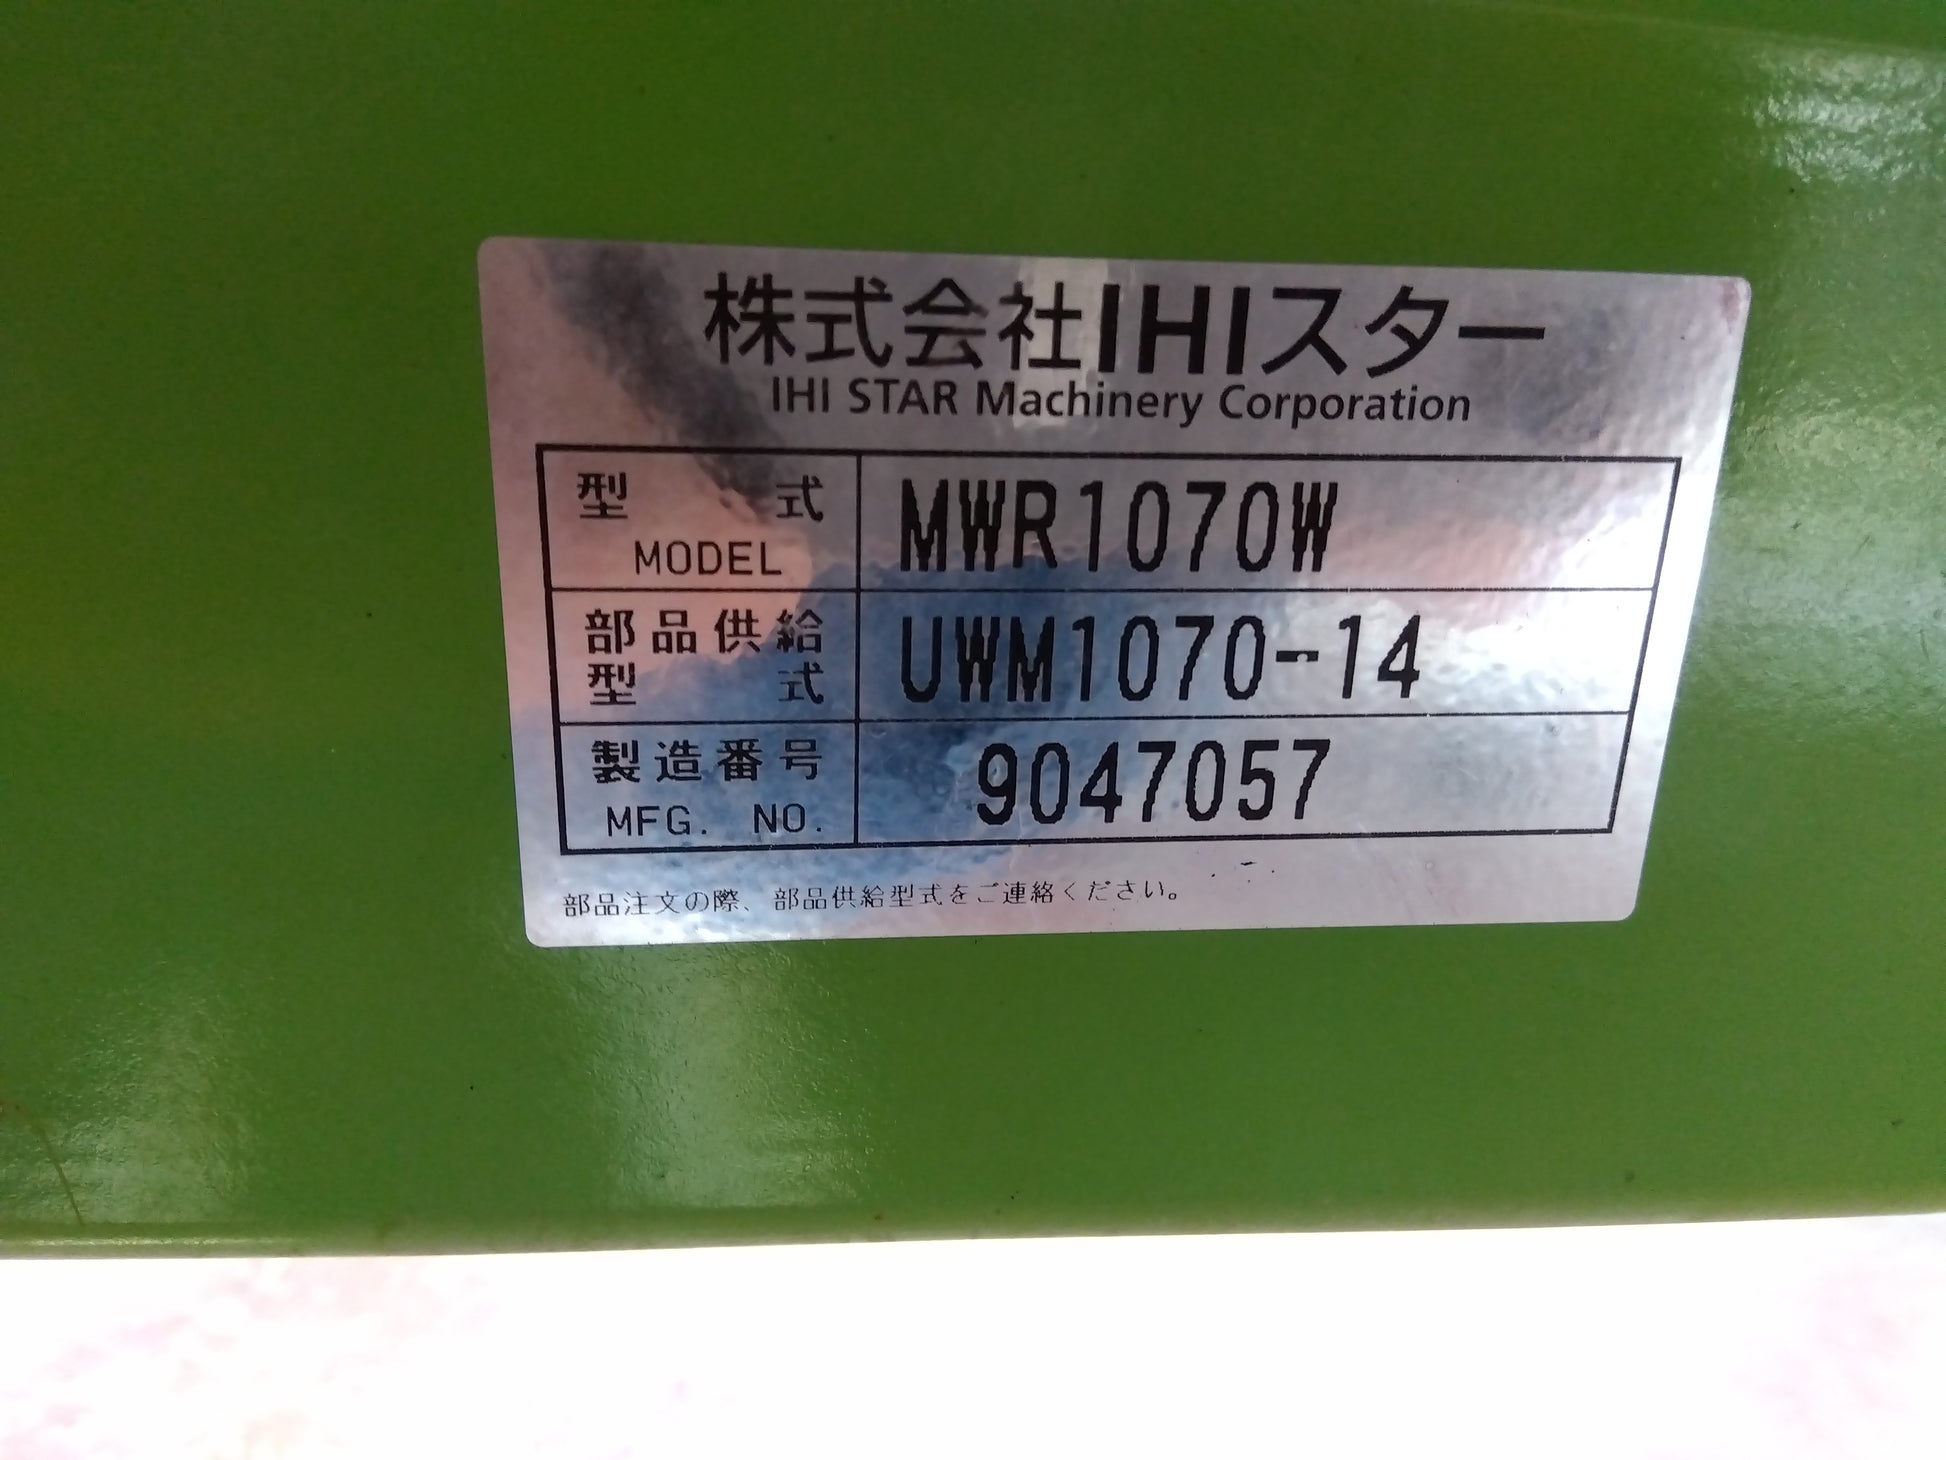 株式会社IHIスター
IHI STAR Machinery Corporation
型 式
MODEL
MWR1070W
部品供給
型 式
UWM1070-14
製造番号
MFG. NO.
9047057
部品注文の際、部品供給型式をご連絡ください。